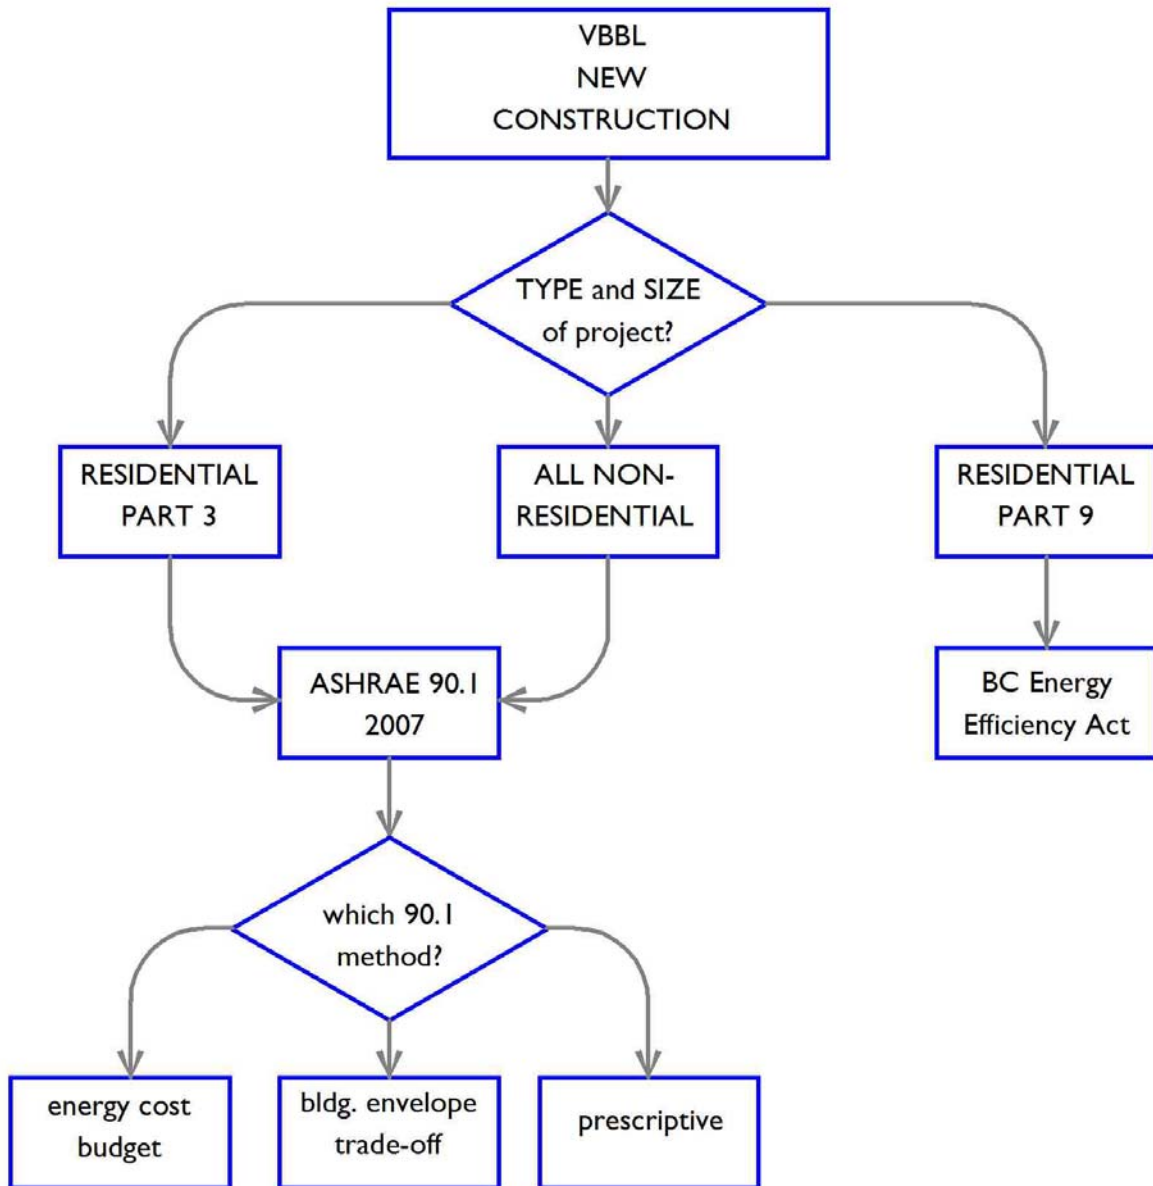 VBBL
NEW
CONSTRUCTION
TYPE and SIZE
of project?
RESIDENTIAL
PART 3
ALL NON-
RESIDENTIAL
RESIDENTIAL
PART 9
ASHRAE 90.1
2007
BC Energy
Efficiency Act
which 90.1
method?
energy cost
budget
bldg. envelope
trade-off
prescriptive